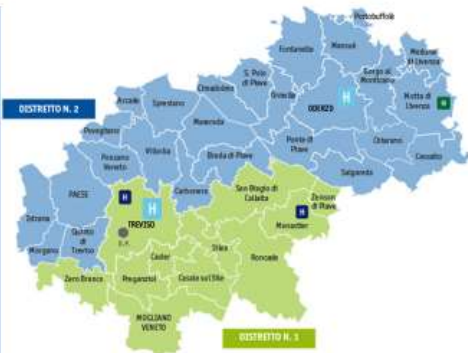 Portobuffolè
Fontanelle
Mansuè
Meduna
di Livenza
S. Polo
di Piave
Gorgo al
Monticano
Cimadolmo
Ormelle
ODERZO
H
Motta di
Livenza
H
DISTRETTO N. 2
Arcade
Spresiano
Maserada
Povegliano
Villorba
Ponte di
Piave
Chiarano
Cessalto
Ponzano
Veneto
Breda di Piave
Salgareda
PAESE
Carbonera
San Biagio di
Callalta
Zenson
di Piave
H
H
H
Monastier
Istrana
Quinto
di
Treviso
TREVISO
Morgano
Silea
Roncade
Casier
Zero Branco
Preganziol
Casale sul Sile
MOGLIANO
VENETO
DISTRETTO N. 1